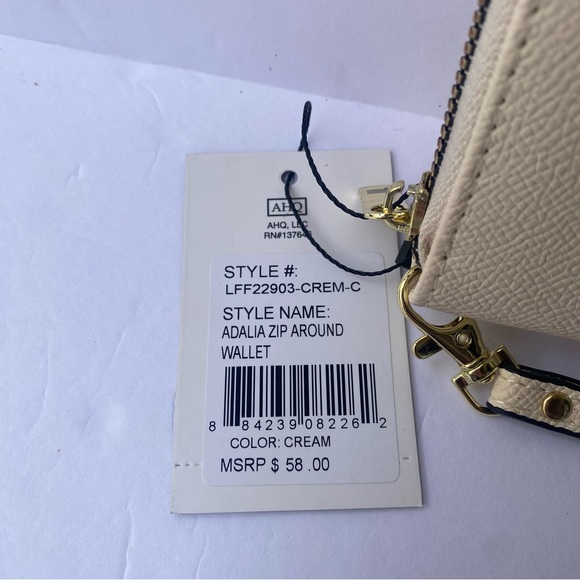 AHQ
AHQ, LLC
STYLE #:
LFF22903-CREM-C
STYLE NAME:
ADALIA ZIP AROUND
WALLET
8 84239 08226 2
COLOR: CREAM
MSRP $ 58 .00